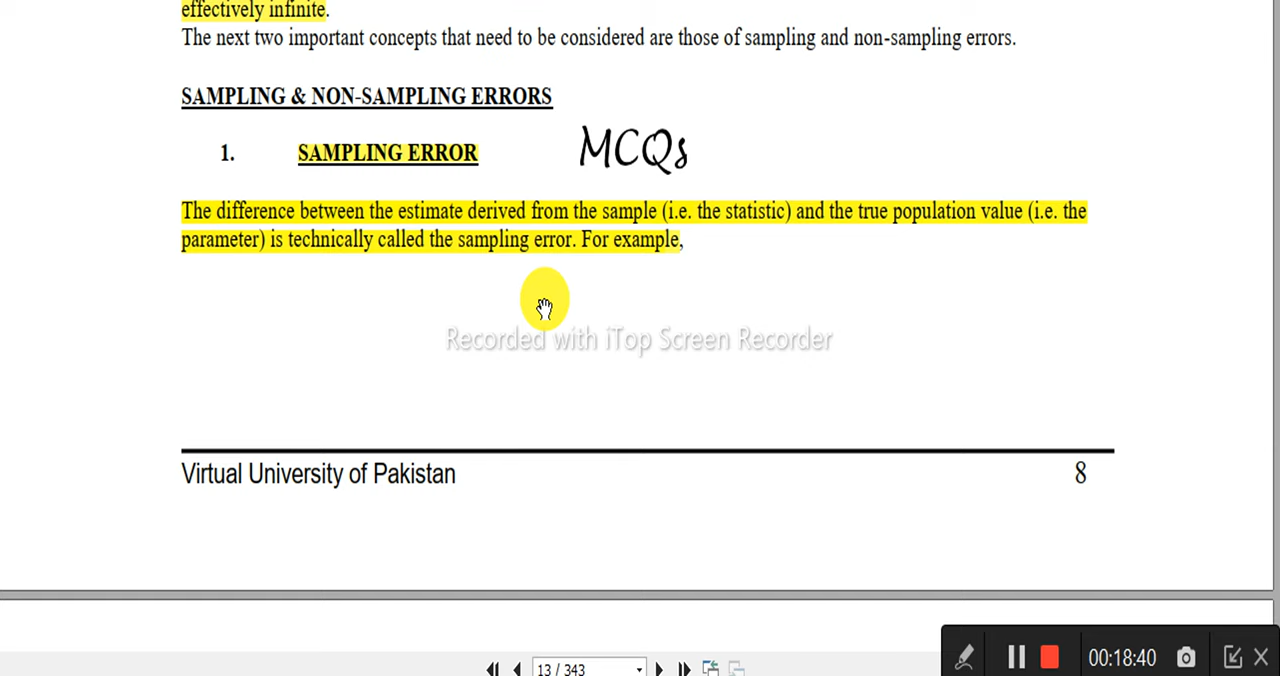 effectively infinite.
The next two important concepts that need to be considered are those of sampling and non-sampling errors.
SAMPLING & NON-SAMPLING ERRORS
1. SAMPLING ERROR MCQs
The difference between the estimate derived from the sample (i.e. the statistic) and the true population value (i.e. the
parameter) is technically called the sampling error. For example,
Recorded with iTop Screen Recorder
Virtual University of Pakistan 8
13 / 343
00:18:40